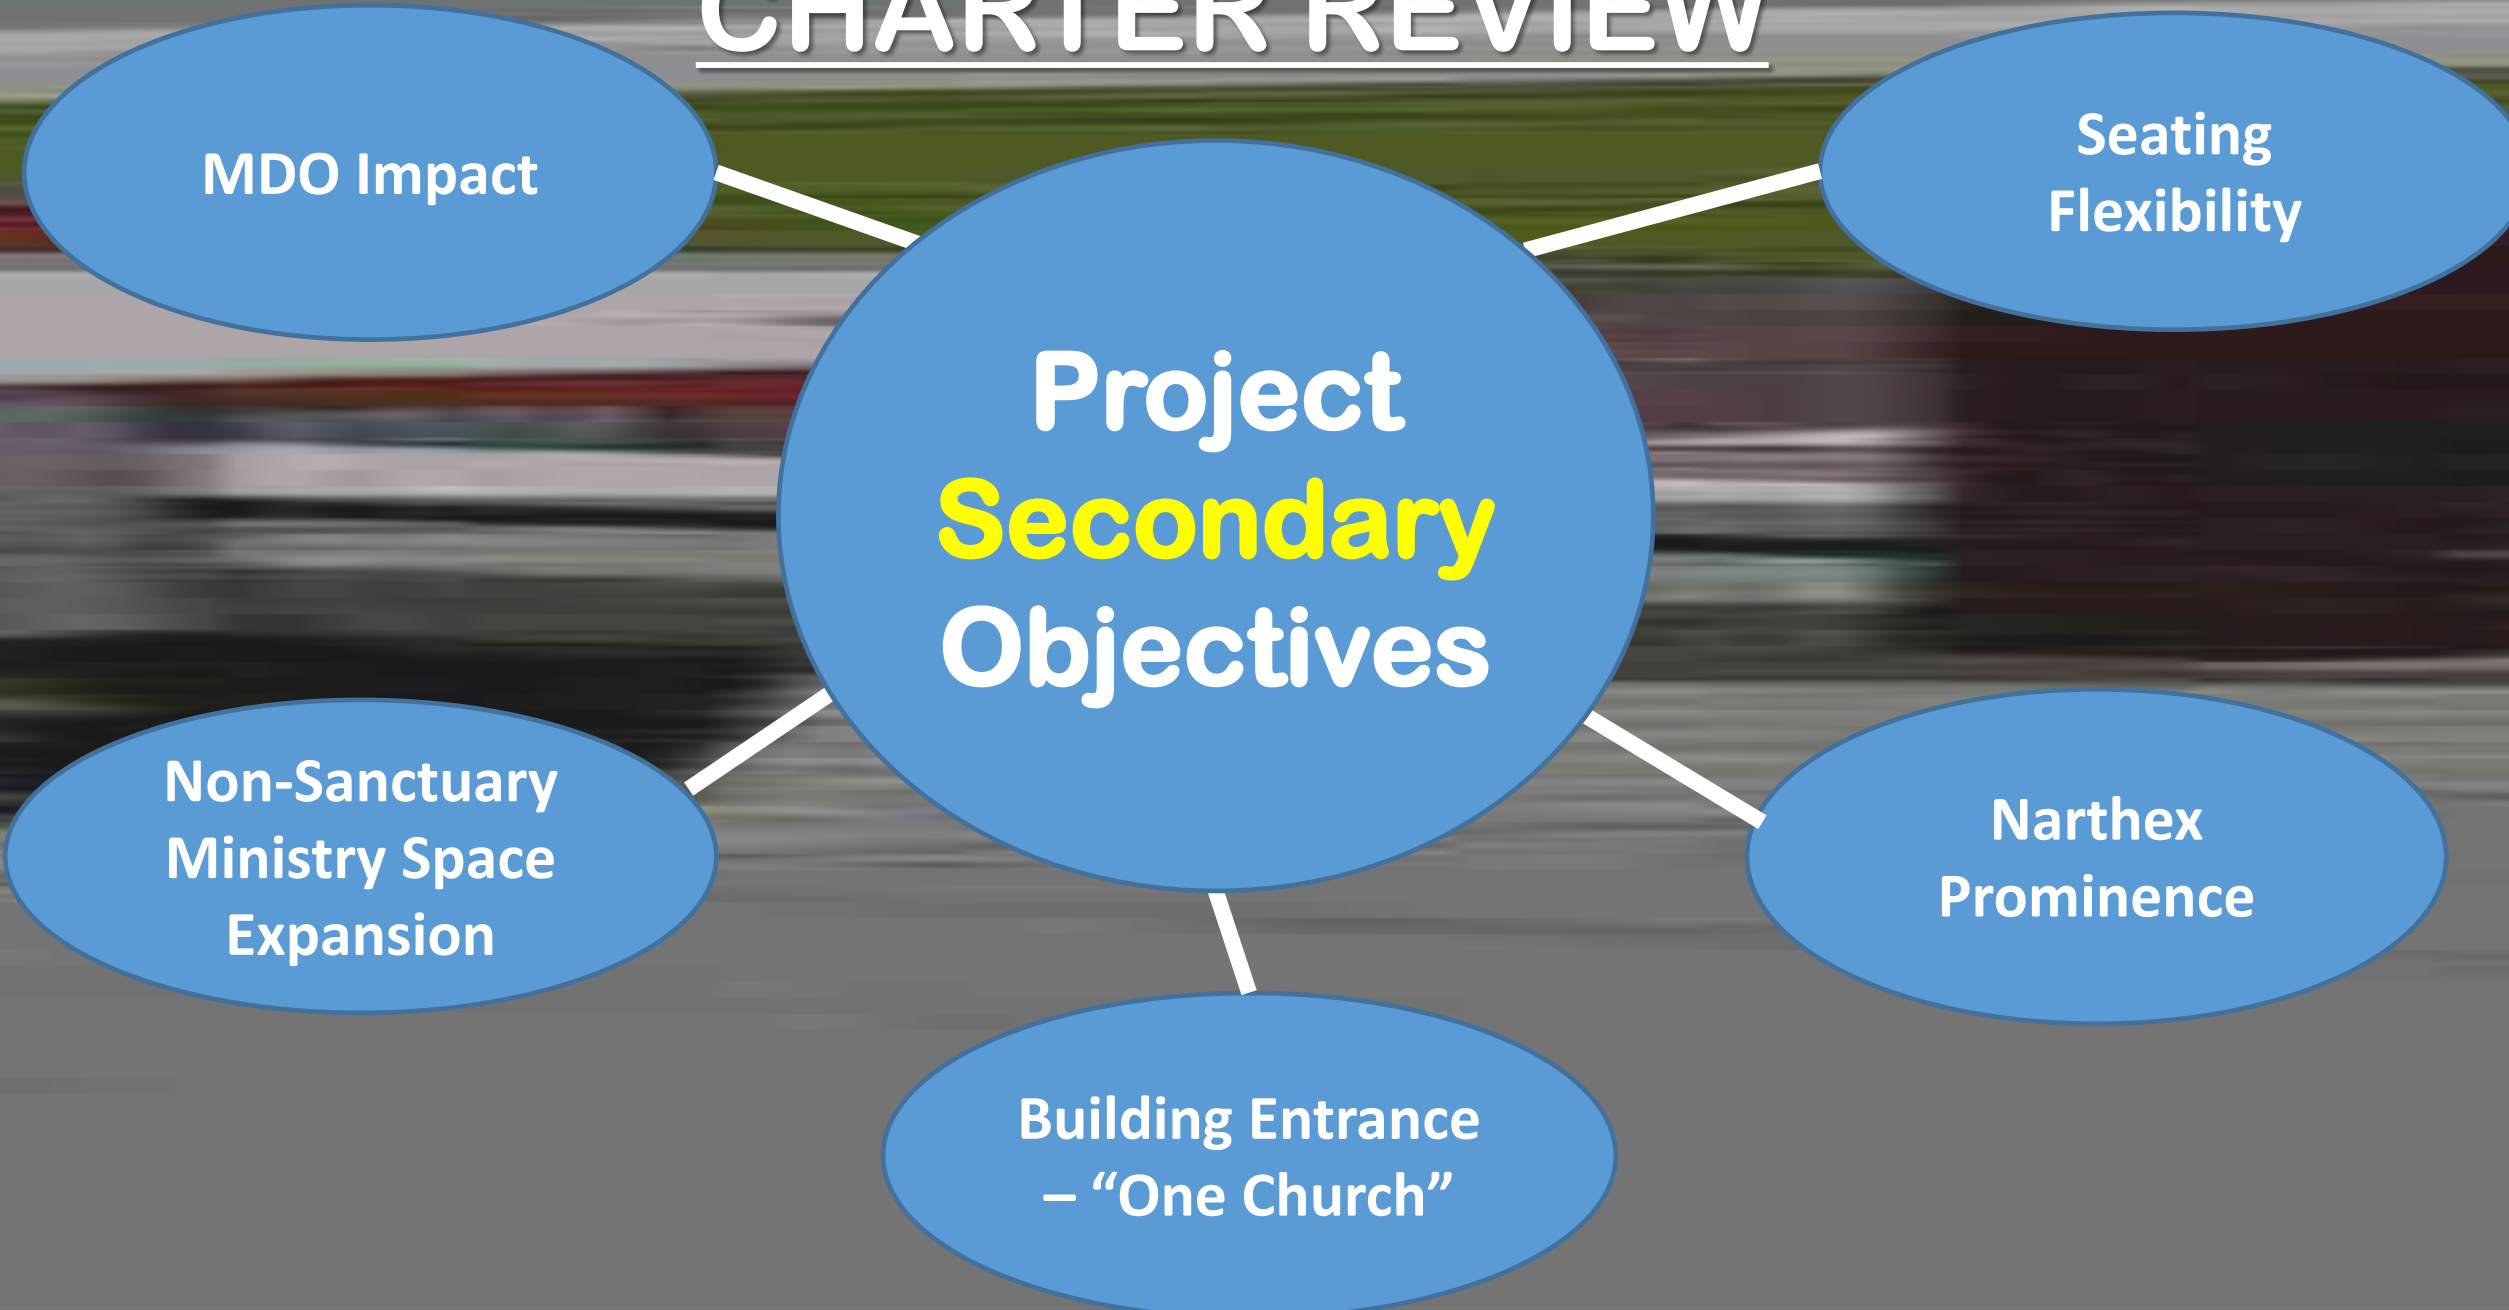 CHARTER REVIEW
MDO Impact
Seating
Flexibility
Project
Secondary
Objectives
Non-Sanctuary
Ministry Space
Expansion
Narthex
Prominence
Building Entrance
– “One Church”